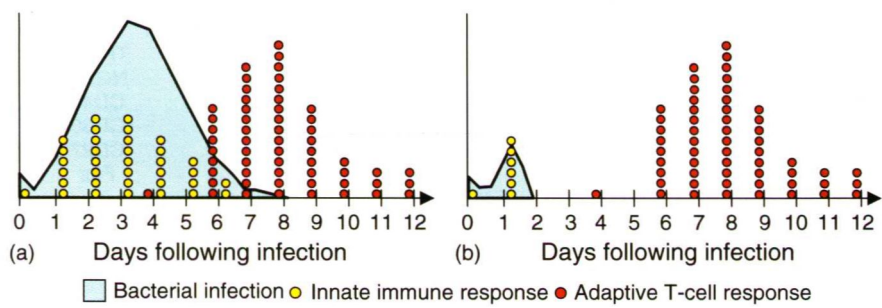 0 1 2 3 4 5 6 7 8 9 10 11 12
(a) Days following infection
0 1 2 3 4 5 6 7 8 9 10 11 12
(b) Days following infection
Bacterial infection Innate immune response Adaptive T-cell response